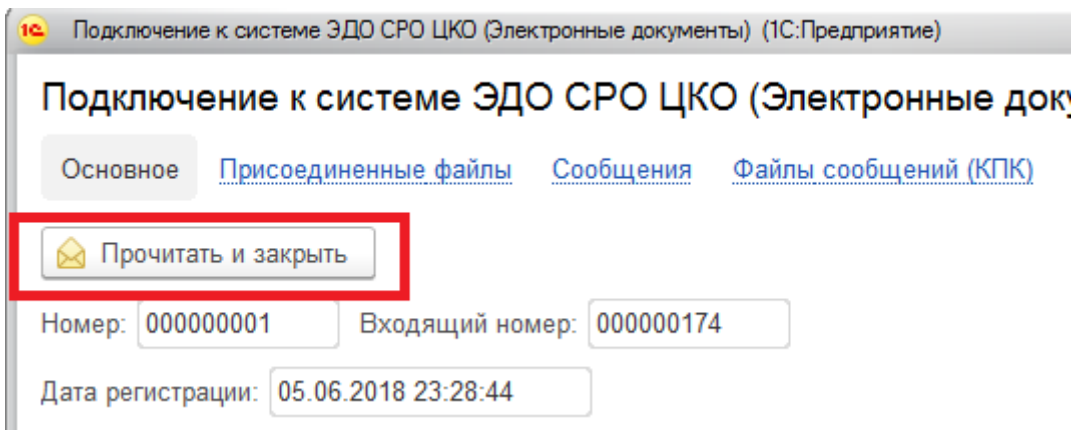 1С Подключение к системе ЭДО СРО ЦКО (Электронные документы) (1С:Предприятие)
Подключение к системе ЭДО СРО ЦКО (Электронные
Основное Присоединенные файлы Сообщения Файлы сообщений (КПК)
Прочитать и закрыть
Номер: 000000001 Входящий номер: 000000174
Дата регистрации: 05.06.2018 23:28:44